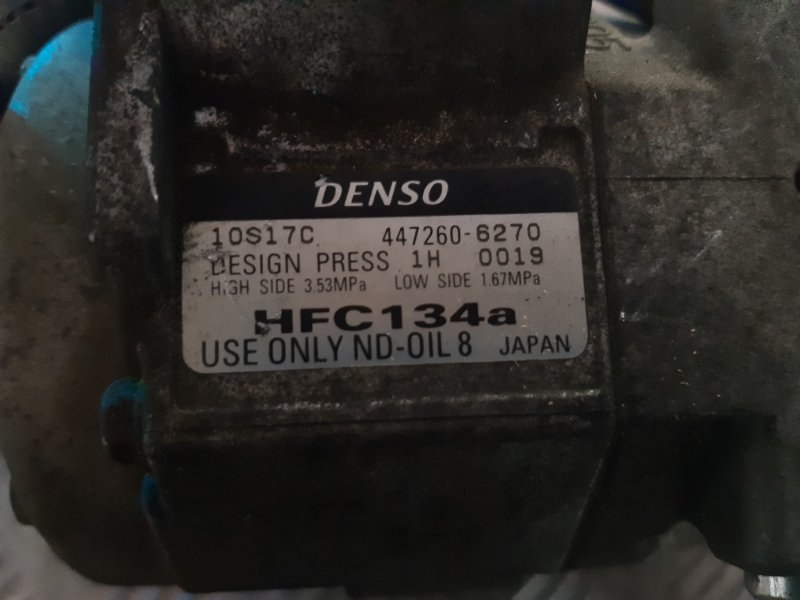 DENSO
10S17C 447260-6270
DESIGN PRESS 1H 0019
HIGH SIDE 3.53MPa LOW SIDE 1.67MPa
HFC134a
USE ONLY ND-OIL 8 JAPAN